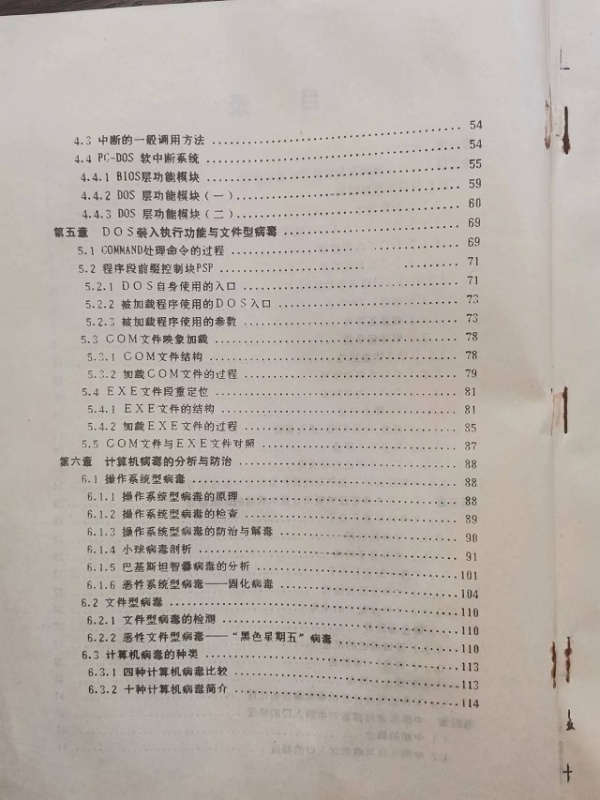 4.3 中断的一般调用方法 54
4.4 PC-DOS 软中断系统 54
4.4.1 BIOS层功能模块 55
4.4.2 DOS 层功能模块（一） 59
4.4.3 DOS 层功能模块（二） 60
第五章 DOS装入执行功能与文件型病毒 69
5.1 COMMAND处理命令的过程 69
5.2 程序段前缀控制块PSP 71
5.2.1 DOS自身使用的入口 71
5.2.2 被加载程序使用的DOS入口 73
5.2.3 被加载程序使用的参数 73
5.3 COM文件映象加载 78
5.3.1 COM文件结构 78
5.3.2 加载COM文件的过程 79
5.4 EXE文件段重定位 81
5.4.1 EXE文件的结构 81
5.4.2 加载EXE文件的过程 85
5.5 COM文件与EXE文件对照 87
第六章 计算机病毒的分析与防治 88
6.1 操作系统型病毒 88
6.1.1 操作系统型病毒的原理 88
6.1.2 操作系统型病毒的检查 89
6.1.3 操作系统型病毒的防治与解毒 90
6.1.4 小球病毒剖析 91
6.1.5 巴基斯坦智囊病毒的分析 101
6.1.6 恶性系统型病毒——固化病毒 104
6.2 文件型病毒 110
6.2.1 文件型病毒的检测 110
6.2.2 恶性文件型病毒——“黑色星期五”病毒 110
6.3 计算机病毒的种类 113
6.3.1 四种计算机病毒比较 113
6.3.2 十种计算机病毒简介 114